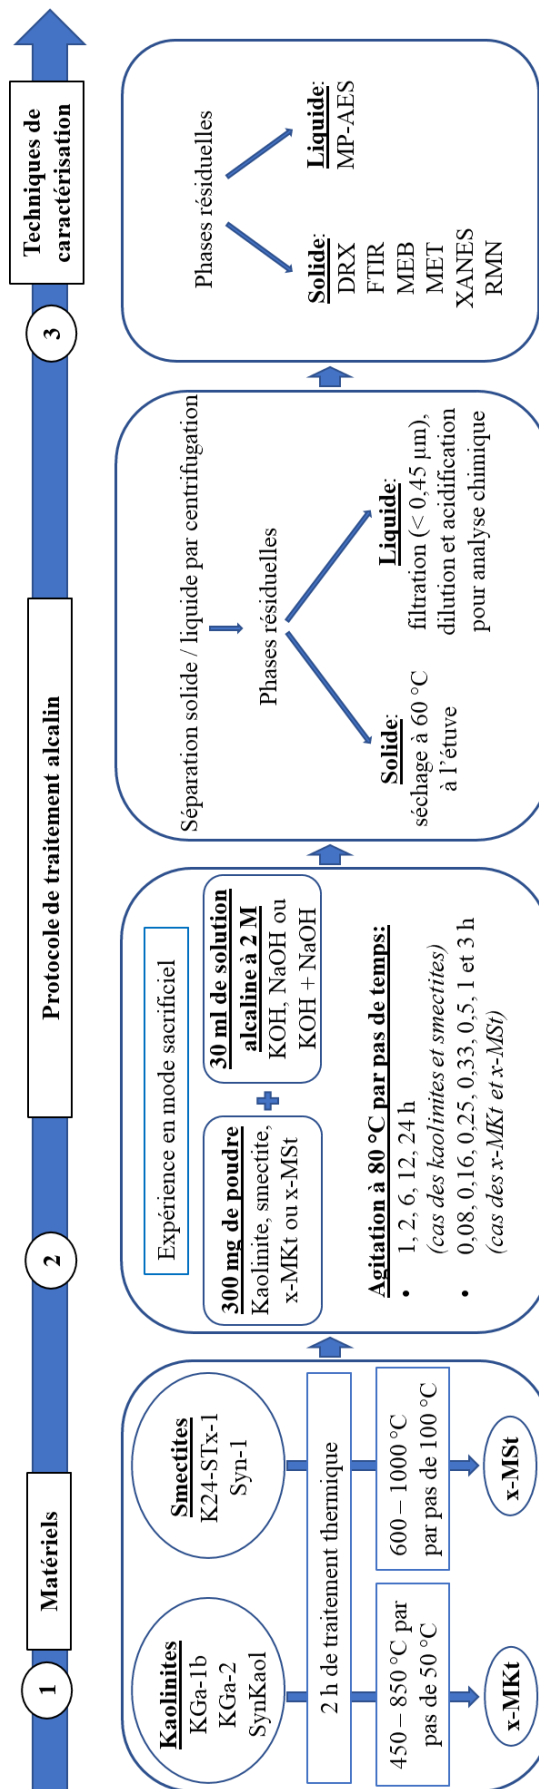 1
Matériels
2
Protocole de traitement alcalin
3
Techniques de
caractérisation
Kaolinites
KGa-1b
KGa-2
SynKaol
Smectites
K24-STx-1
Syn-1
2 h de traitement thermique
450 – 850 °C par
pas de 50 °C
600 – 1000 °C
par pas de 100 °C
x-MKt
x-MSt
Expérience en mode sacrificiel
300 mg de poudre
Kaolinite, smectite,
x-MKt ou x-MSt
30 ml de solution
alcaline à 2 M
KOH, NaOH ou
KOH + NaOH
Agitation à 80 °C par pas de temps:
• 1, 2, 6, 12, 24 h
(cas des kaolinites et smectites)
• 0,08, 0,16, 0,25, 0,33, 0,5, 1 et 3 h
(cas des x-MKt et x-MSt)
Séparation solide / liquide par centrifugation
Phases résiduelles
Solide:
séchage à 60 °C
à l’étuve
Liquide:
filtration (< 0,45 µm),
dilution et acidification
pour analyse chimique
Phases résiduelles
Solide:
DRX
FTIR
MEB
MET
XANES
RMN
Liquide:
MP-AES